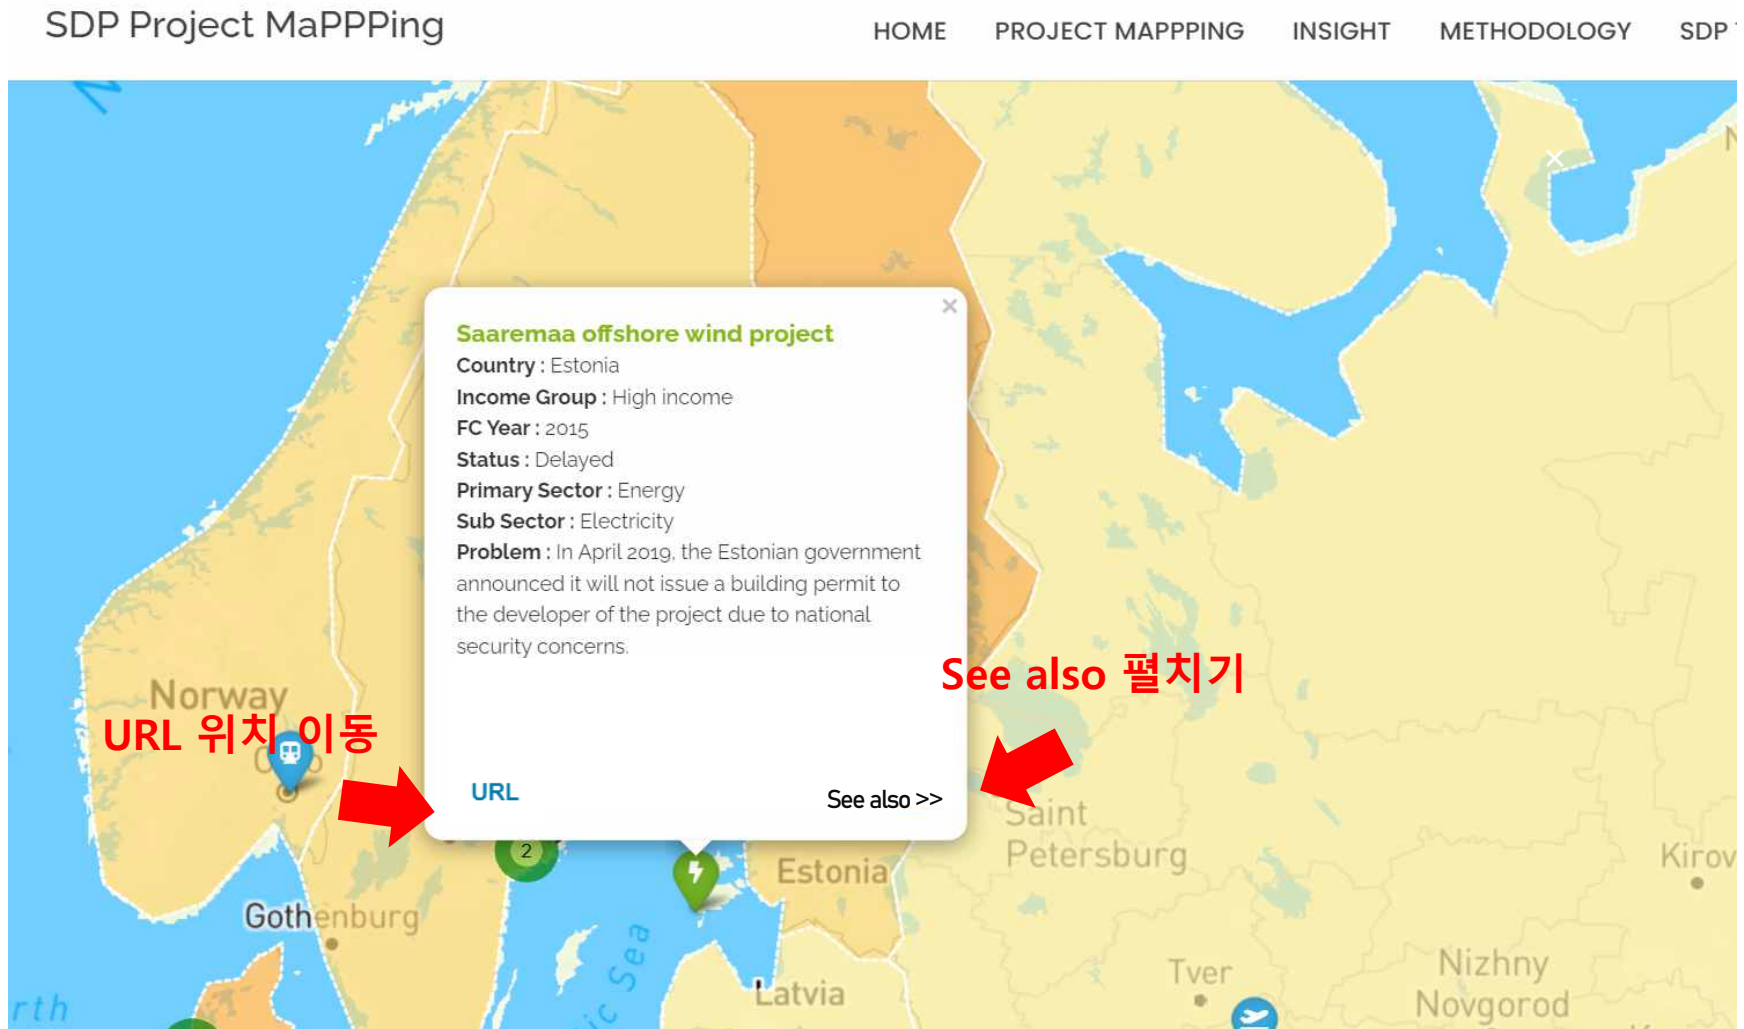 SDP Project MaPPPing
HOME
PROJECT MAPPPING
INSIGHT
METHODOLOGY
SDP
Saaremaa offshore wind project
Country : Estonia
Income Group : High income
FC Year : 2015
Status : Delayed
Primary Sector : Energy
Sub Sector : Electricity
Problem : In April 2019, the Estonian government
announced it will not issue a building permit to
the developer of the project due to national
security concerns.
See also 펼치기
Norway
URL 위치 이동
URL
See also >>
Saint
Petersburg
2
Estonia
Kirov
Gothenburg
Sea
Tver
Nizhny
Novgorod
Latvia
rth